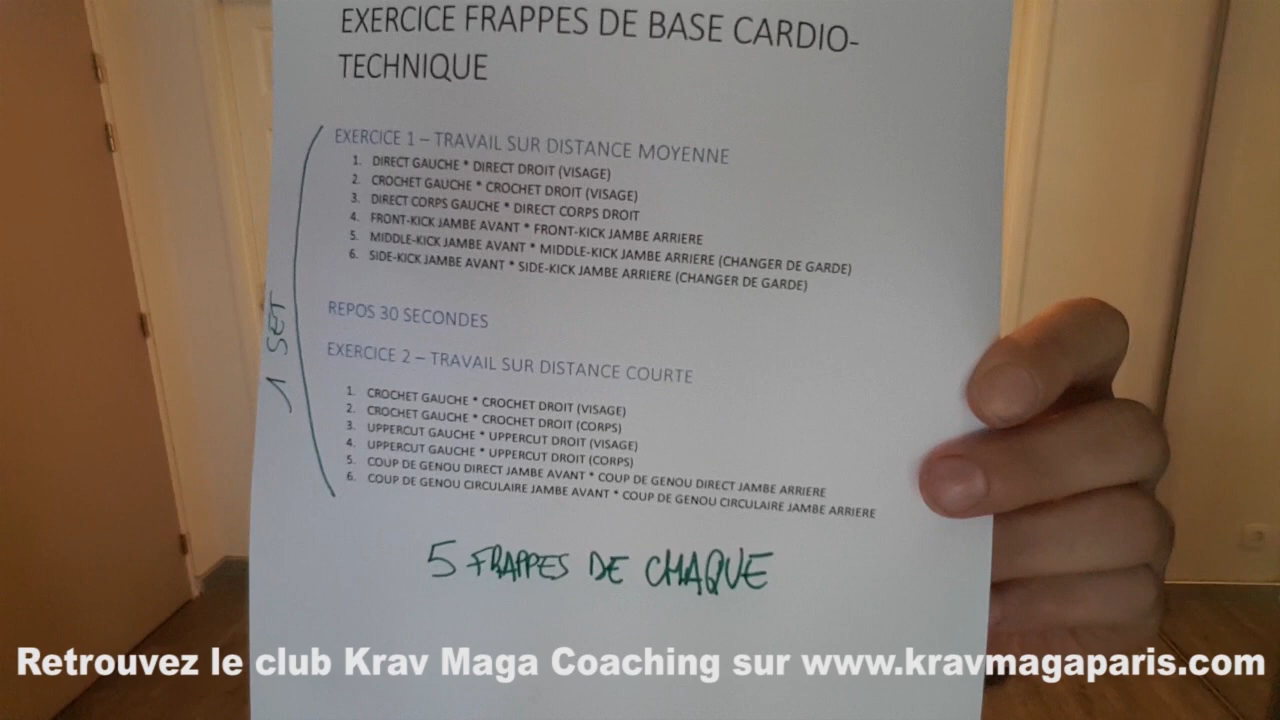 EXERCICE FRAPPES DE BASE CARDIO-
TECHNIQUE
EXERCICE 1 – TRAVAIL SUR DISTANCE MOYENNE
1. DIRECT GAUCHE * DIRECT DROIT (VISAGE)
2. CROCHET GAUCHE * CROCHET DROIT (VISAGE)
3. DIRECT CORPS GAUCHE * DIRECT CORPS DROIT
4. FRONT-KICK JAMBE AVANT * FRONT-KICK JAMBE ARRIERE
5. MIDDLE-KICK JAMBE AVANT * MIDDLE-KICK JAMBE ARRIERE (CHANGER DE GARDE)
6. SIDE-KICK JAMBE AVANT * SIDE-KICK JAMBE ARRIERE (CHANGER DE GARDE)
1 SET
REPOS 30 SECONDES
EXERCICE 2 – TRAVAIL SUR DISTANCE COURTE
1. CROCHET GAUCHE * CROCHET DROIT (VISAGE)
2. CROCHET GAUCHE * CROCHET DROIT (CORPS)
3. UPPERCUT GAUCHE * UPPERCUT DROIT (VISAGE)
4. UPPERCUT GAUCHE * UPPERCUT DROIT (CORPS)
5. COUP DE GENOU DIRECT JAMBE AVANT * COUP DE GENOU DIRECT JAMBE ARRIERE
6. COUP DE GENOU CIRCULAIRE JAMBE AVANT * COUP DE GENOU CIRCULAIRE JAMBE ARRIERE
5 FRAPPES DE CHAQUE
Retrouvez le club Krav Maga Coaching sur www.kravmagaparis.com